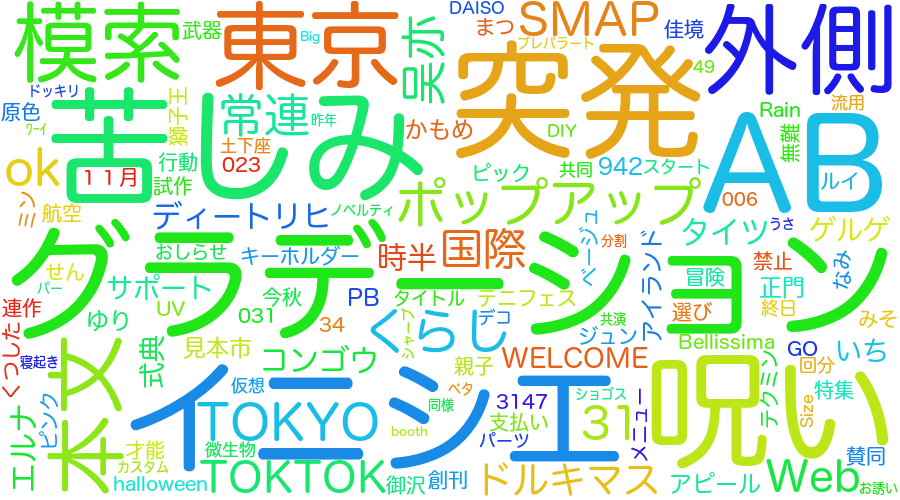 模索
武器
東京
Big
呉亦
DAISO
まつ
SMAP
プレパラート
佳境
外側
ドッキリ
原色
ワーイ
獅子王
苦しみ
常連
昨年
かもめ
突発
49
Rain
流用
無難
DIY
AB
ok
土下座
行動
023
11月
試作
ピック
共同
942
スタート
ルイ
006
ミン
航空
ディートリヒ
ノベルティ
ポップアップ
ベージュ
うさ
タイツ
ゲルゲ
グラデーション
おしらせ
キーホルダー
時半
国際
分割
アイランド
せん
パー
サポート
冒険
禁止
正門
なみ
連作
UV
今秋
PB
タイトル
テニフェス
ゆり
031
34
くらし
デコ
共演
選び
終日
みそ
くつした
式典
見本市
コンゴウ
シャープ
ジュン
Bellissima
寝起き
親子
WELCOME
GO
いち
本文
イニシエ
仮想
ベタ
ショゴス
呪い
テクミン
回分
エルナ
ピンク
TOKYO
同様
3147
31
メニュー
Size
特集
才能
微生物
booth
パーツ
支払い
カスタム
halloween
TOKTOK
御沢
創刊
ドルキマス
アピール
Web
賛同
お誘い